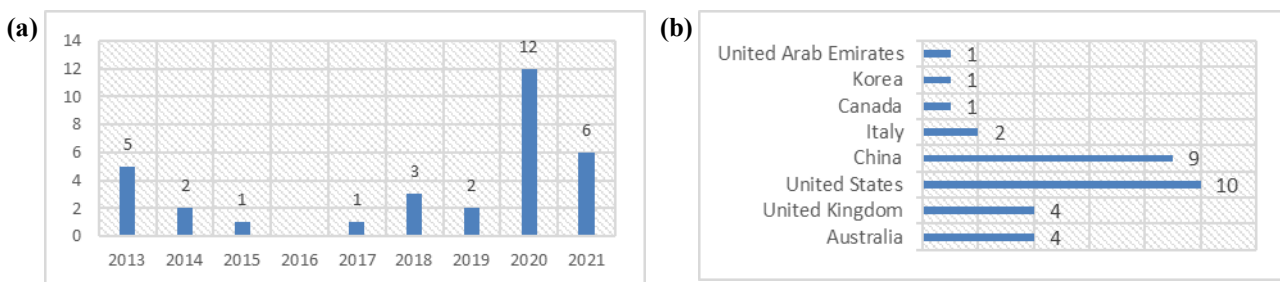 (a)
14
12
10
8
6
4
2
0
5
2
1
1
3
2
12
6
2013 2014 2015 2016 2017 2018 2019 2020 2021
(b)
United Arab Emirates 1
Korea 1
Canada 1
Italy 2
China 9
United States 10
United Kingdom 4
Australia 4